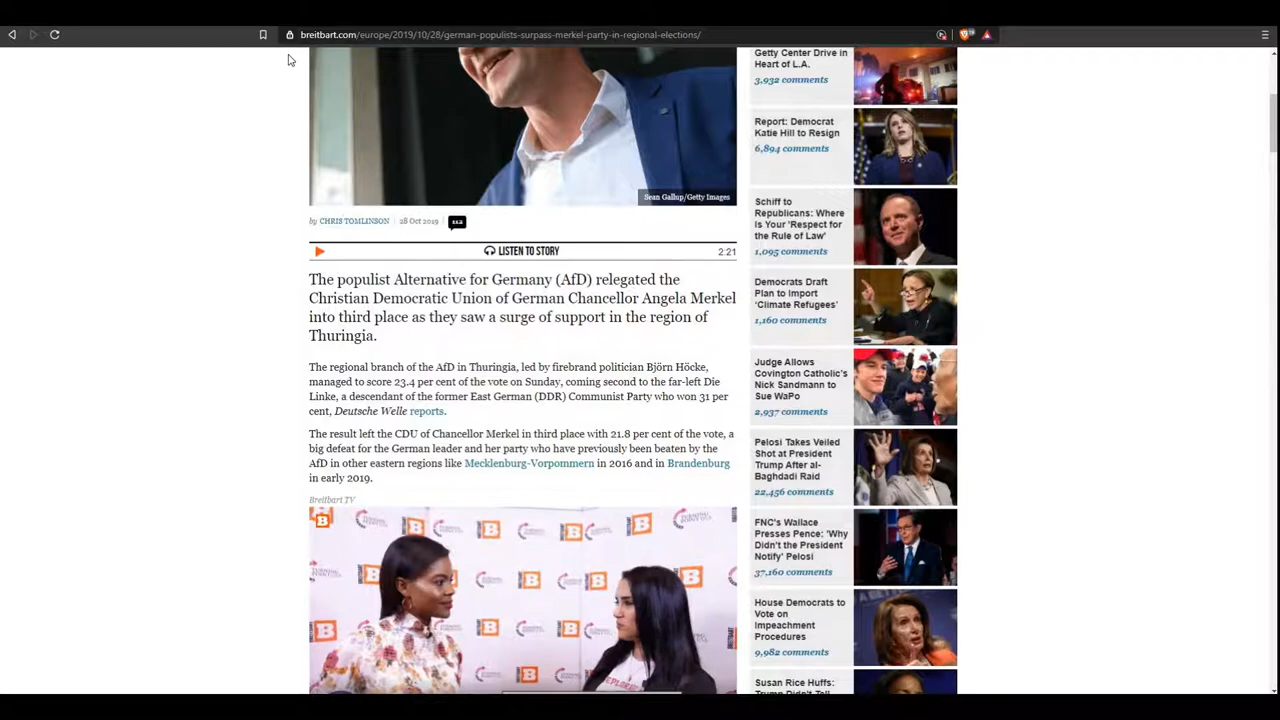 breitbart.com/europe/2019/10/28/german-populists-surpass-merkel-party-in-regional-elections/
Sean Gallup/Getty Images
by CHRIS TOMLINSON | 28 Oct 2019
LISTEN TO STORY
2:21
The populist Alternative for Germany (AfD) relegated the
Christian Democratic Union of German Chancellor Angela Merkel
into third place as they saw a surge of support in the region of
Thuringia.
The regional branch of the AfD in Thuringia, led by firebrand politician Björn Höcke,
managed to score 23.4 per cent of the vote on Sunday, coming second to the far-left Die
Linke, a descendant of the former East German (DDR) Communist Party who won 31 per
cent, Deutsche Welle reports.
The result left the CDU of Chancellor Merkel in third place with 21.8 per cent of the vote, a
big defeat for the German leader and her party who have previously been beaten by the
AfD in other eastern regions like Mecklenburg-Vorpommern in 2016 and in Brandenburg
in early 2019.
Breitbart TV
Getty Center Drive in
Heart of L.A.
3,932 comments
Report: Democrat
Katie Hill to Resign
6,894 comments
Schiff to
Republicans: Where
Is Your 'Respect for
the Rule of Law'
1,095 comments
Democrats Draft
Plan to Import
'Climate Refugees'
1,160 comments
Judge Allows
Covington Catholic's
Nick Sandmann to
Sue WaPo
2,937 comments
Pelosi Takes Veiled
Shot at President
Trump After al-
Baghdadi Raid
22,456 comments
FNC's Wallace
Presses Pence: 'Why
Didn't the President
Notify' Pelosi
37,160 comments
House Democrats to
Vote on
Impeachment
Procedures
9,982 comments
Susan Rice Huffs: